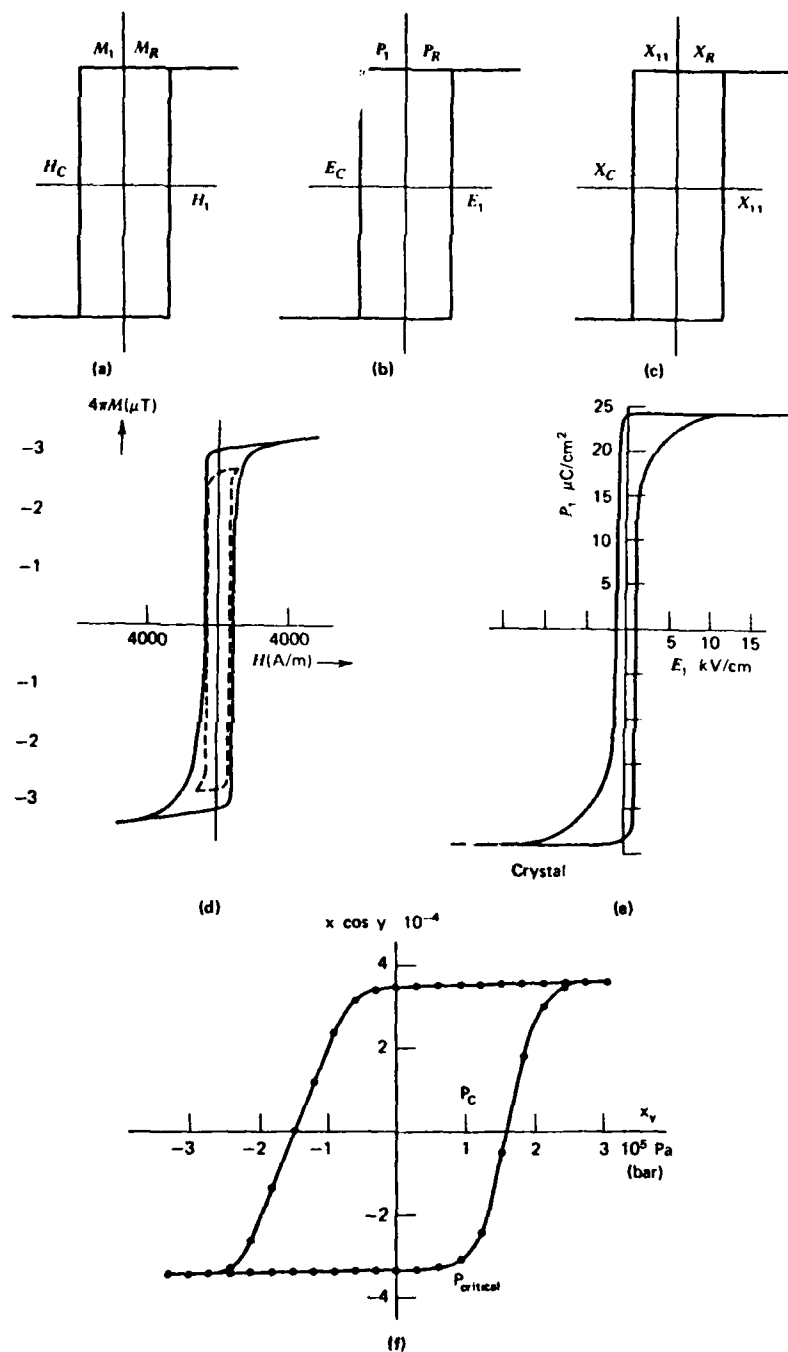 M₁ M_R
P₁ P_R
X₁₁ X_R
H_C
H₁
E_C
E₁
X_C
X₁₁
(a)
(b)
(c)
4πM(μT)
-3
-2
-1
4000
4000
H(A/m)
-1
-2
-3
(d)
25
20
15
10
5
P₁ μC/cm²
5 10 15
E₁ kV/cm
Crystal
(e)
x cos y 10⁻⁴
4
2
P_C
x_y
-3 -2 -1 1 2 3
10⁵ Pa
(bar)
-2
P_critical
-4
(f)